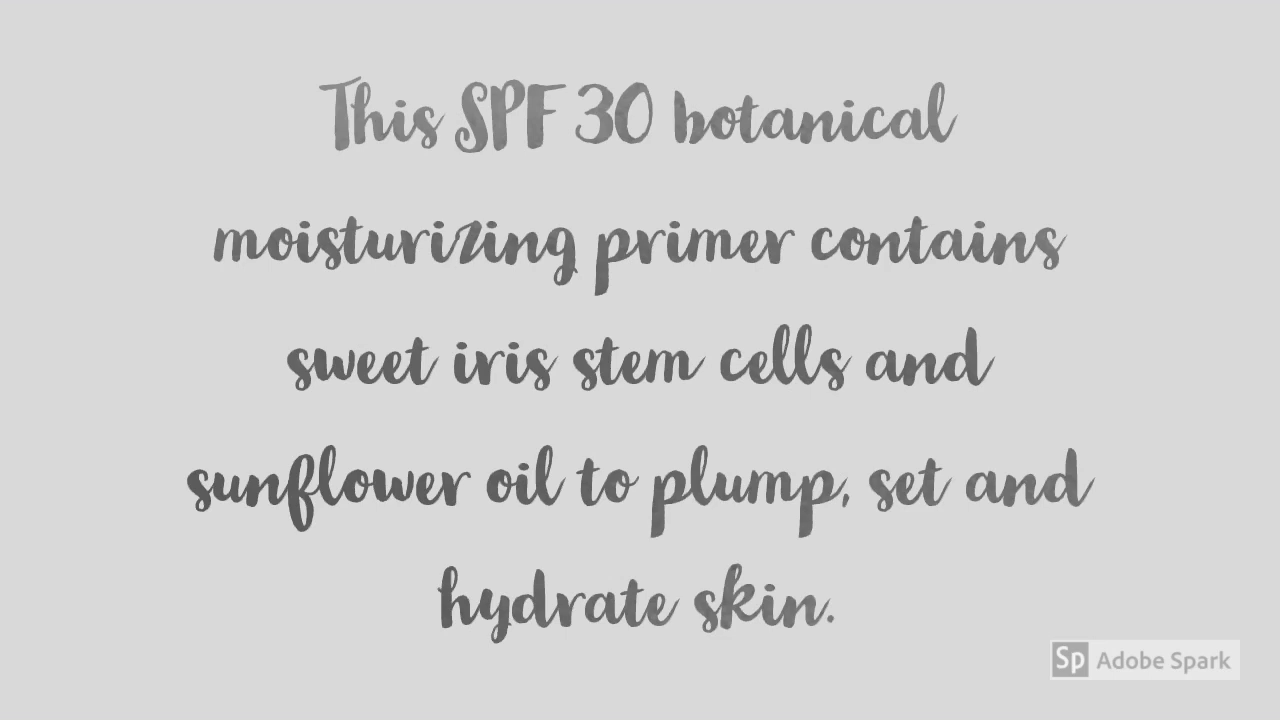 This SPF 30 botanical
moisturizing primer contains
sweet iris stem cells and
sunflower oil to plump, set and
hydrate skin.
Sp Adobe Spark